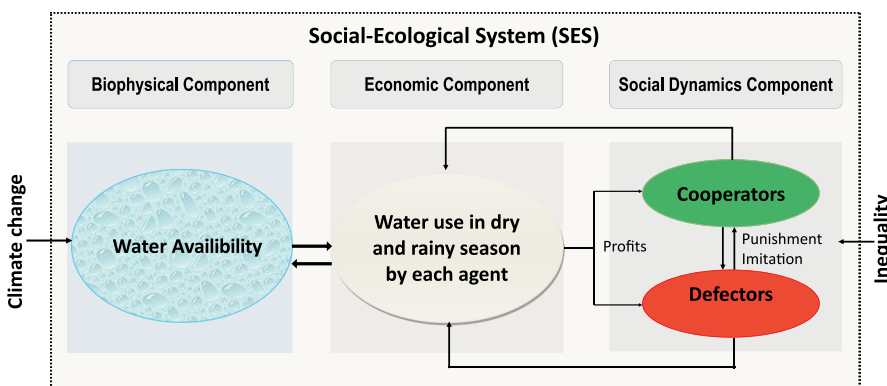 Social-Ecological System (SES)
Biophysical Component
Economic Component
Social Dynamics Component
Climate change
Water Availibility
Water use in dry
and rainy season
by each agent
Profits
Cooperators
Punishment
Imitation
Defectors
Inequality